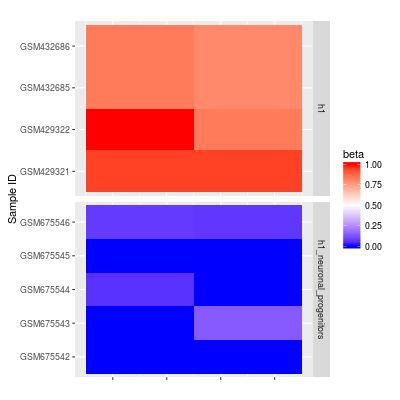 GSM432686
GSM432685
GSM429322
GSM429321
h1
Sample ID
GSM675546
GSM675545
GSM675544
GSM675543
GSM675542
h1_neuronal_progenitors
beta
1.00
0.75
0.50
0.25
0.00